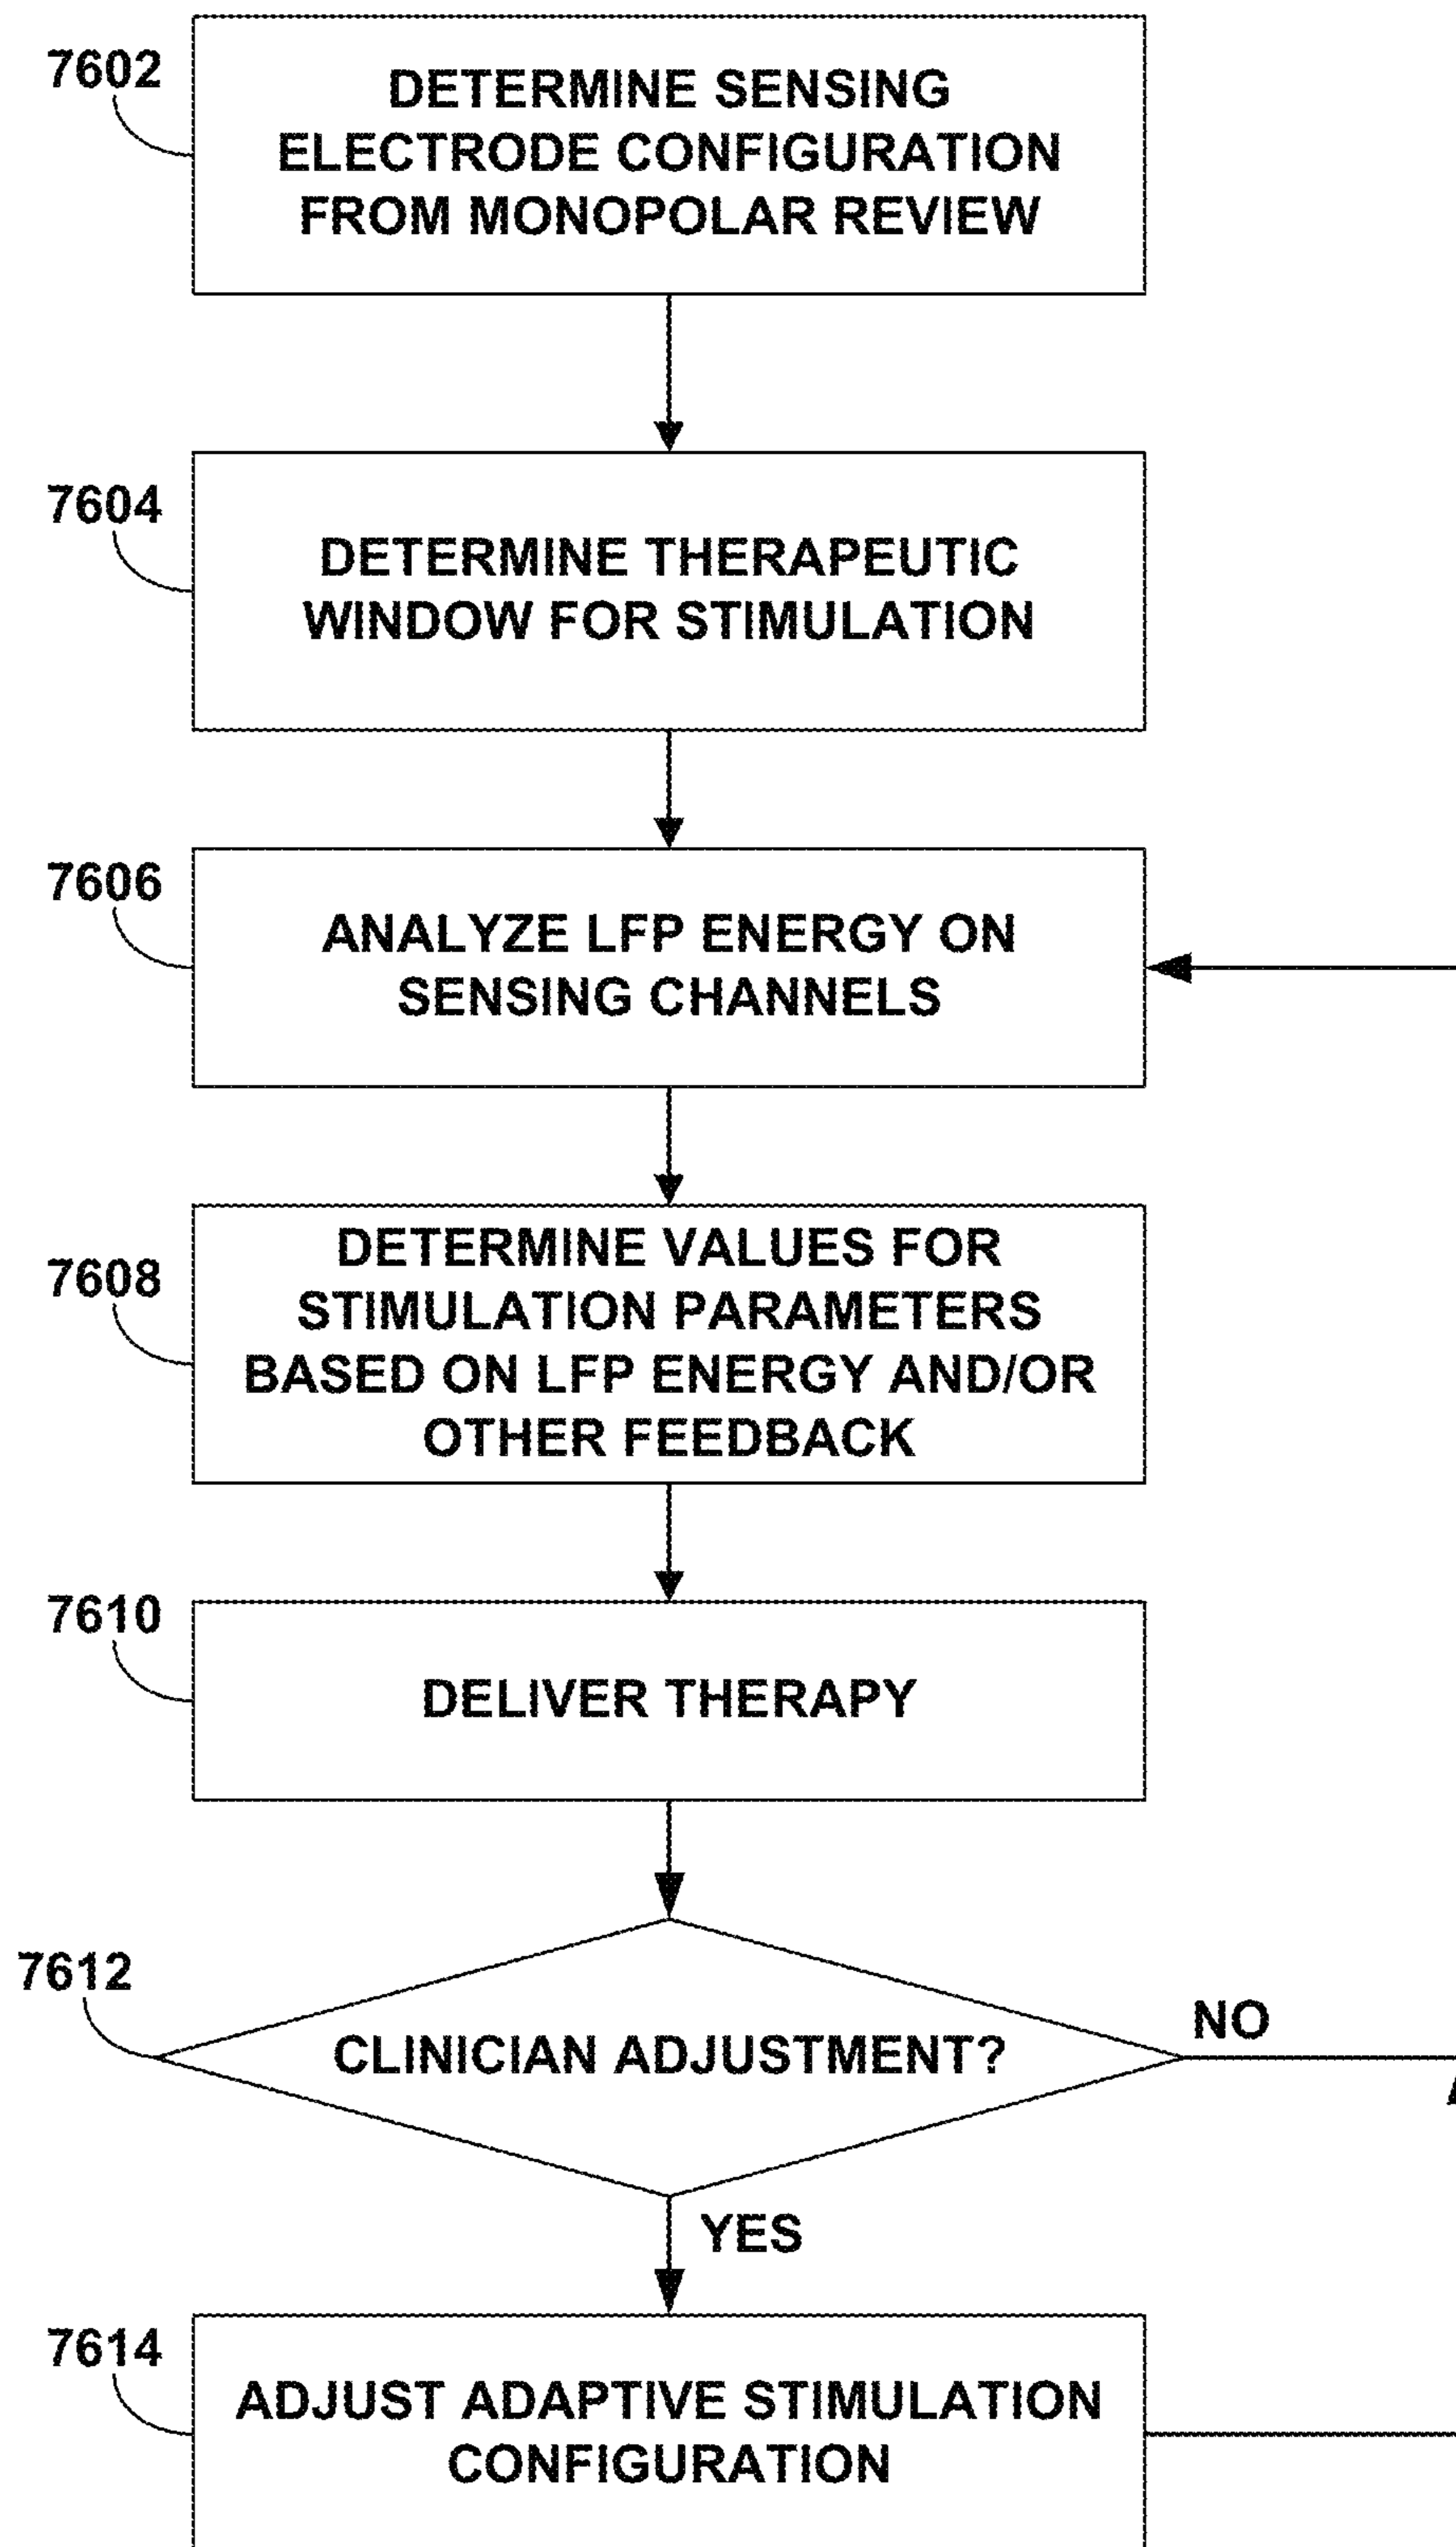 7602
DETERMINE SENSING
ELECTRODE CONFIGURATION
FROM MONOPOLAR REVIEW
7604
DETERMINE THERAPEUTIC
WINDOW FOR STIMULATION
7606
ANALYZE LFP ENERGY ON
SENSING CHANNELS
7608
DETERMINE VALUES FOR
STIMULATION PARAMETERS
BASED ON LFP ENERGY AND/OR
OTHER FEEDBACK
7610
DELIVER THERAPY
7612
CLINICIAN ADJUSTMENT?
NO
YES
7614
ADJUST ADAPTIVE STIMULATION
CONFIGURATION